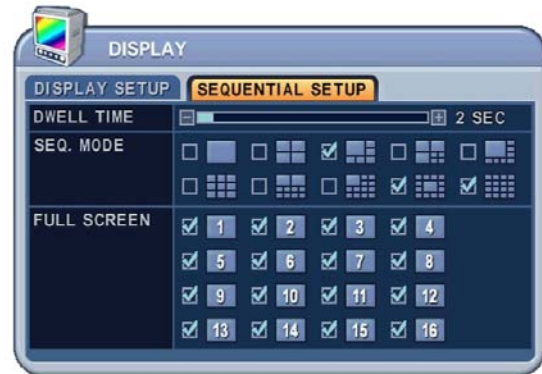 DISPLAY
DISPLAY SETUP SEQUENTIAL SETUP
DWELL TIME 2 SEC
SEQ. MODE
FULL SCREEN 1 2 3 4
5 6 7 8
9 10 11 12
13 14 15 16